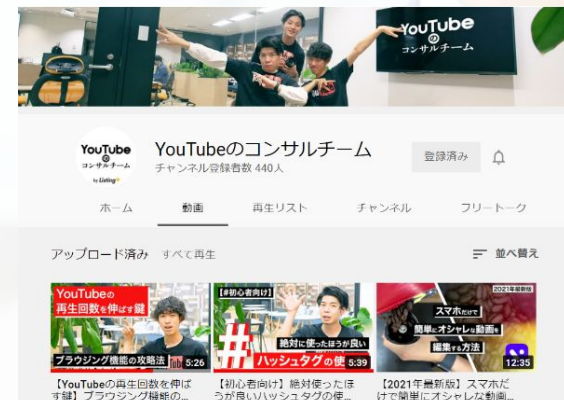 YouTube
の
コンサルチーム
YouTube
の
コンサルチーム
by Listing+
YouTubeのコンサルチーム
チャンネル登録者数 440人
登録済み
ホーム
動画
再生リスト
チャンネル
フリートーク
アップロード済み
すべて再生
並べ替え
YouTubeの
再生回数を伸ばす鍵
ブラウジング機能の攻略法
5:26
【#初心者向け】
絶対に使ったほうが良い
#ハッシュタグの使
5:39
2021年最新版
スマホだけで
簡単にオシャレな動画を
編集する方法
12:35
【YouTubeの再生回数を伸ば
す鍵】ブラウジング機能の...
【初心者向け】絶対使ったほ
うが良いハッシュタグの使...
【2021年最新版】スマホだ
けで簡単にオシャレな動画...